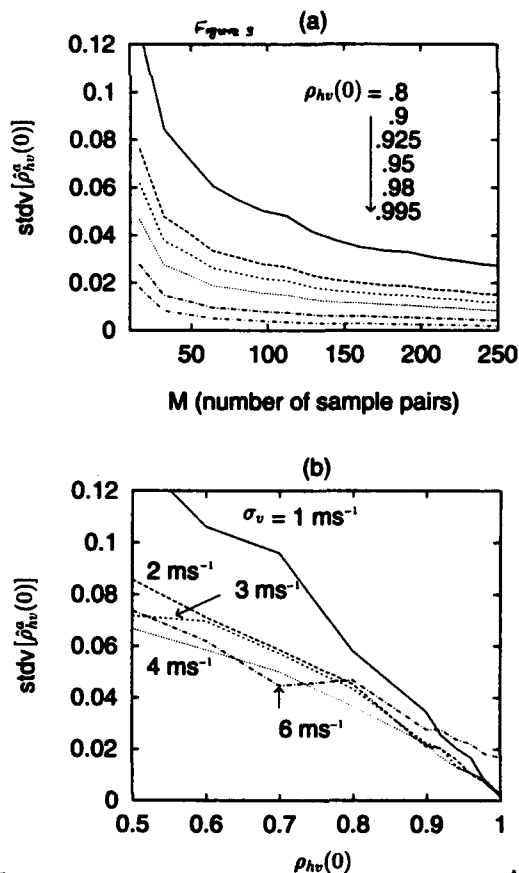 Figure 3
(a)
0.12
0.1
0.08
0.06
0.04
0.02
0
stdv[ρ̂ᵃₕᵥ(0)]
ρₕᵥ(0) = .8
.9
.925
.95
.98
.995
50 100 150 200 250
M (number of sample pairs)
(b)
0.12
0.1
0.08
0.06
0.04
0.02
0
stdv[ρ̂ᵃₕᵥ(0)]
σᵥ = 1 ms⁻¹
2 ms⁻¹
3 ms⁻¹
4 ms⁻¹
6 ms⁻¹
0.5 0.6 0.7 0.8 0.9 1
ρₕᵥ(0)